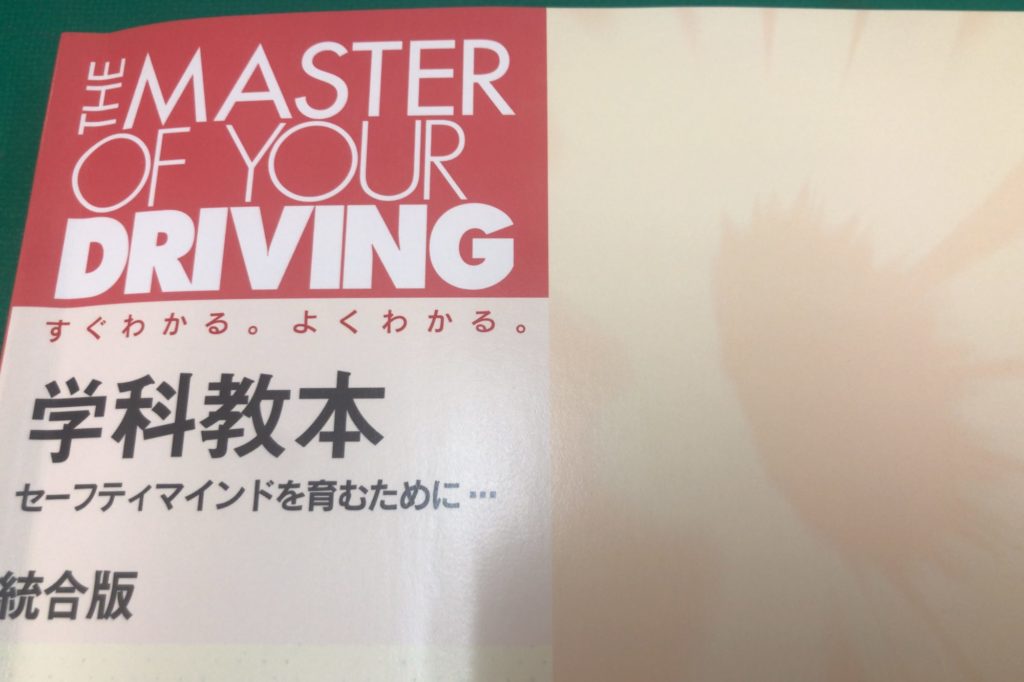 THE MASTER
OF YOUR
DRIVING
すぐわかる。よくわかる。
学科教本
セーフティマインドを育むために…
統合版